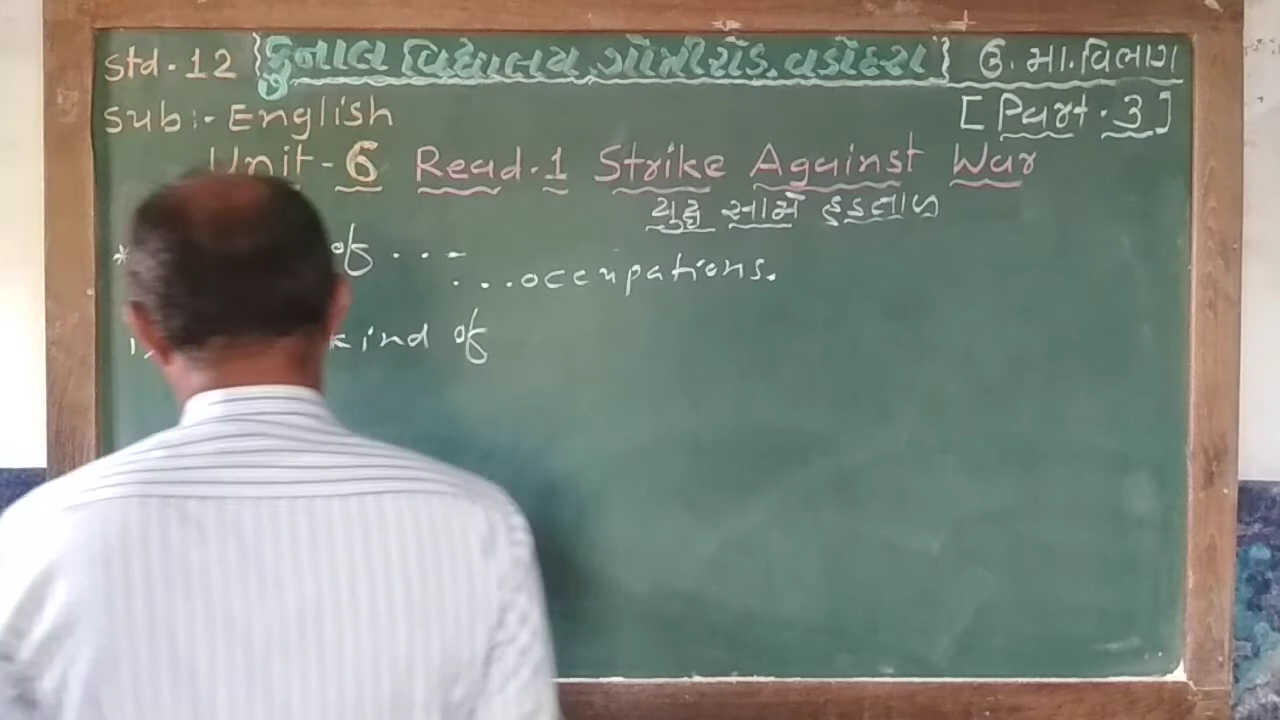 Std. 12 {કુનાલ વિદ્યાલય, ગોત્રીરોડ, વડોદરા} ઉ. મા. વિભાગ
Sub:- English [Part. 3]
Unit - 6 Read. 1 Strike Against War
યુદ્ધ સામે હડતાળ
* of ...
...occupations.
kind of